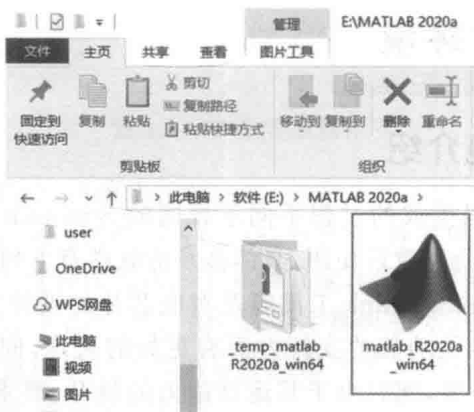 管理
E:\MATLAB 2020a
文件
主页
共享
查看
图片工具
固定到
快速访问
复制
粘贴
剪切
复制路径
粘贴快捷方式
移动到
复制到
删除
重命名
剪贴板
组织
此电脑 › 软件 (E:) › MATLAB 2020a ›
user
OneDrive
WPS网盘
此电脑
视频
图片
_temp_matlab_
R2020a_win64
matlab_R2020a
_win64